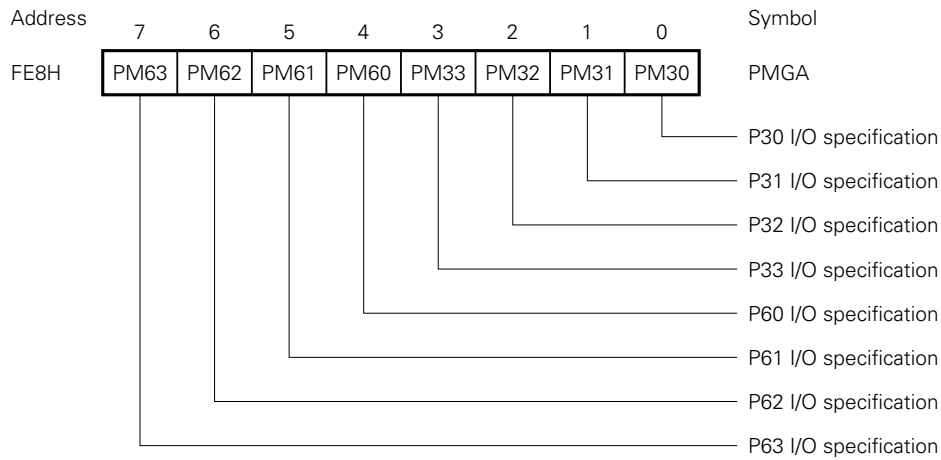 Address 7 6 5 4 3 2 1 0 Symbol
FE8H PM63 PM62 PM61 PM60 PM33 PM32 PM31 PM30 PMGA
P30 I/O specification
P31 I/O specification
P32 I/O specification
P33 I/O specification
P60 I/O specification
P61 I/O specification
P62 I/O specification
P63 I/O specification